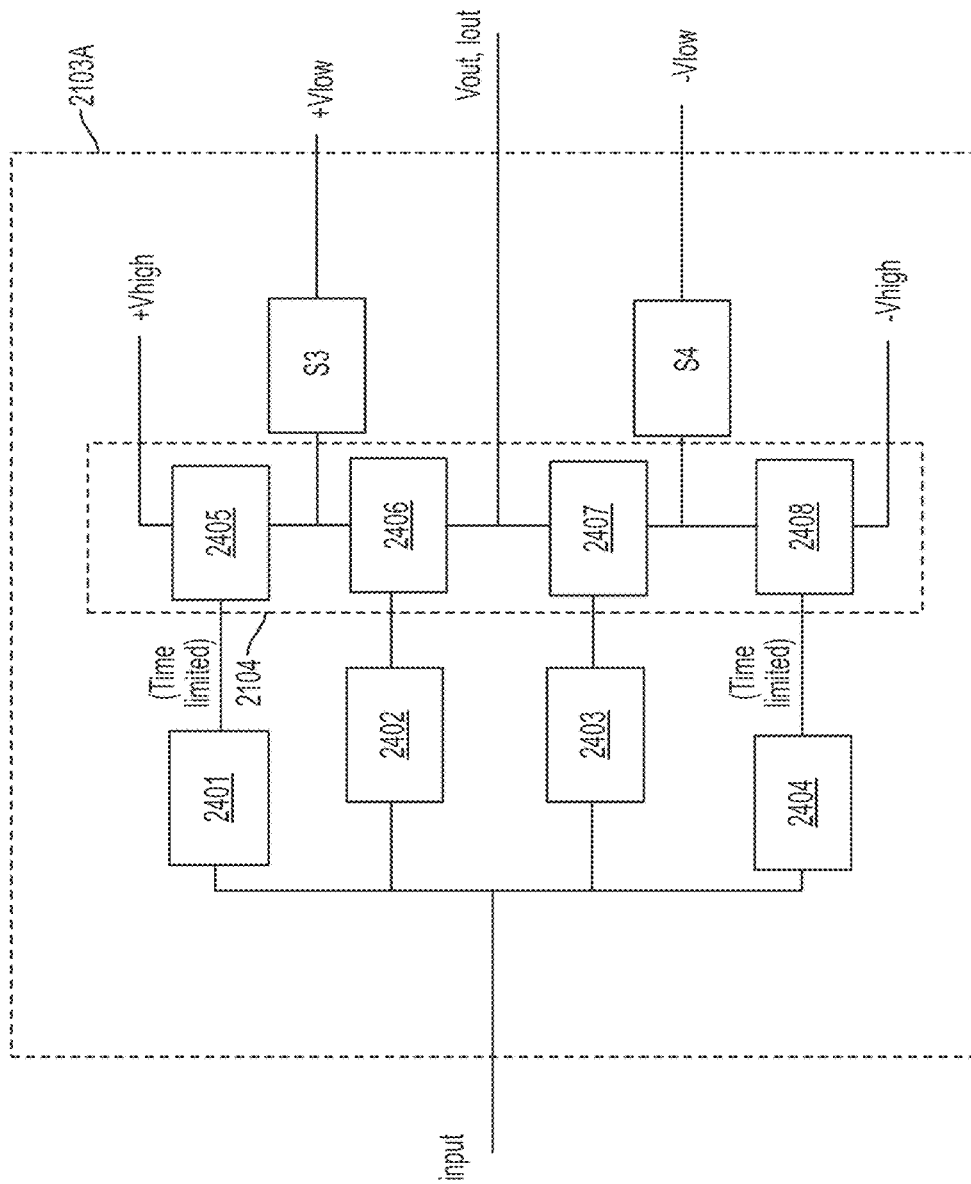 2103A
+Vhigh
+Vlow
Vout, Iout
-Vlow
-Vhigh
S3
S4
2405
2406
2407
2408
(Time
limited)
2104
(Time
limited)
2401
2402
2403
2404
input